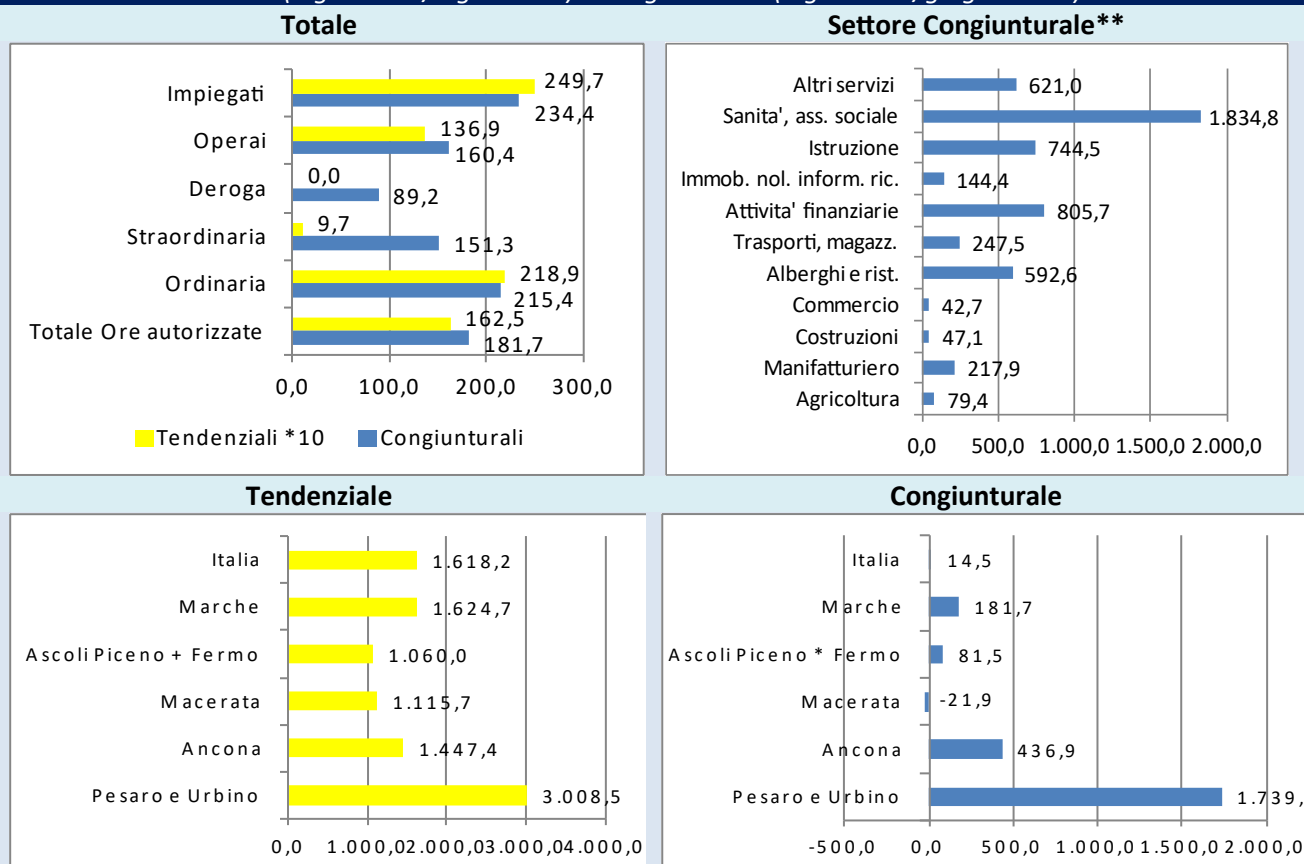 Totale
Settore Congiunturale**
Impiegati
249,7
234,4
Operai
136,9
160,4
Deroga
0,0
89,2
Straordinaria
9,7
151,3
Ordinaria
218,9
215,4
Totale Ore autorizzate
162,5
181,7
0,0 100,0 200,0 300,0
Tendenziali *10 Congiunturali
Altri servizi 621,0
Sanita', ass. sociale 1.834,8
Istruzione 744,5
Immob. nol. inform. ric. 144,4
Attivita' finanziarie 805,7
Trasporti, magazz. 247,5
Alberghi e rist. 592,6
Commercio 42,7
Costruzioni 47,1
Manifatturiero 217,9
Agricoltura 79,4
0,0 500,0 1.000,0 1.500,0 2.000,0
Tendenziale
Congiunturale
Italia 1.618,2
Marche 1.624,7
Ascoli Piceno + Fermo 1.060,0
Macerata 1.115,7
Ancona 1.447,4
Pesaro e Urbino 3.008,5
0,0 1.000,0 2.000,0 3.000,0 4.000,0
Italia 14,5
Marche 181,7
Ascoli Piceno * Fermo 81,5
Macerata -21,9
Ancona 436,9
Pesaro e Urbino 1.739,
-500,0 0,0 500,0 1.000,0 1.500,0 2.000,0